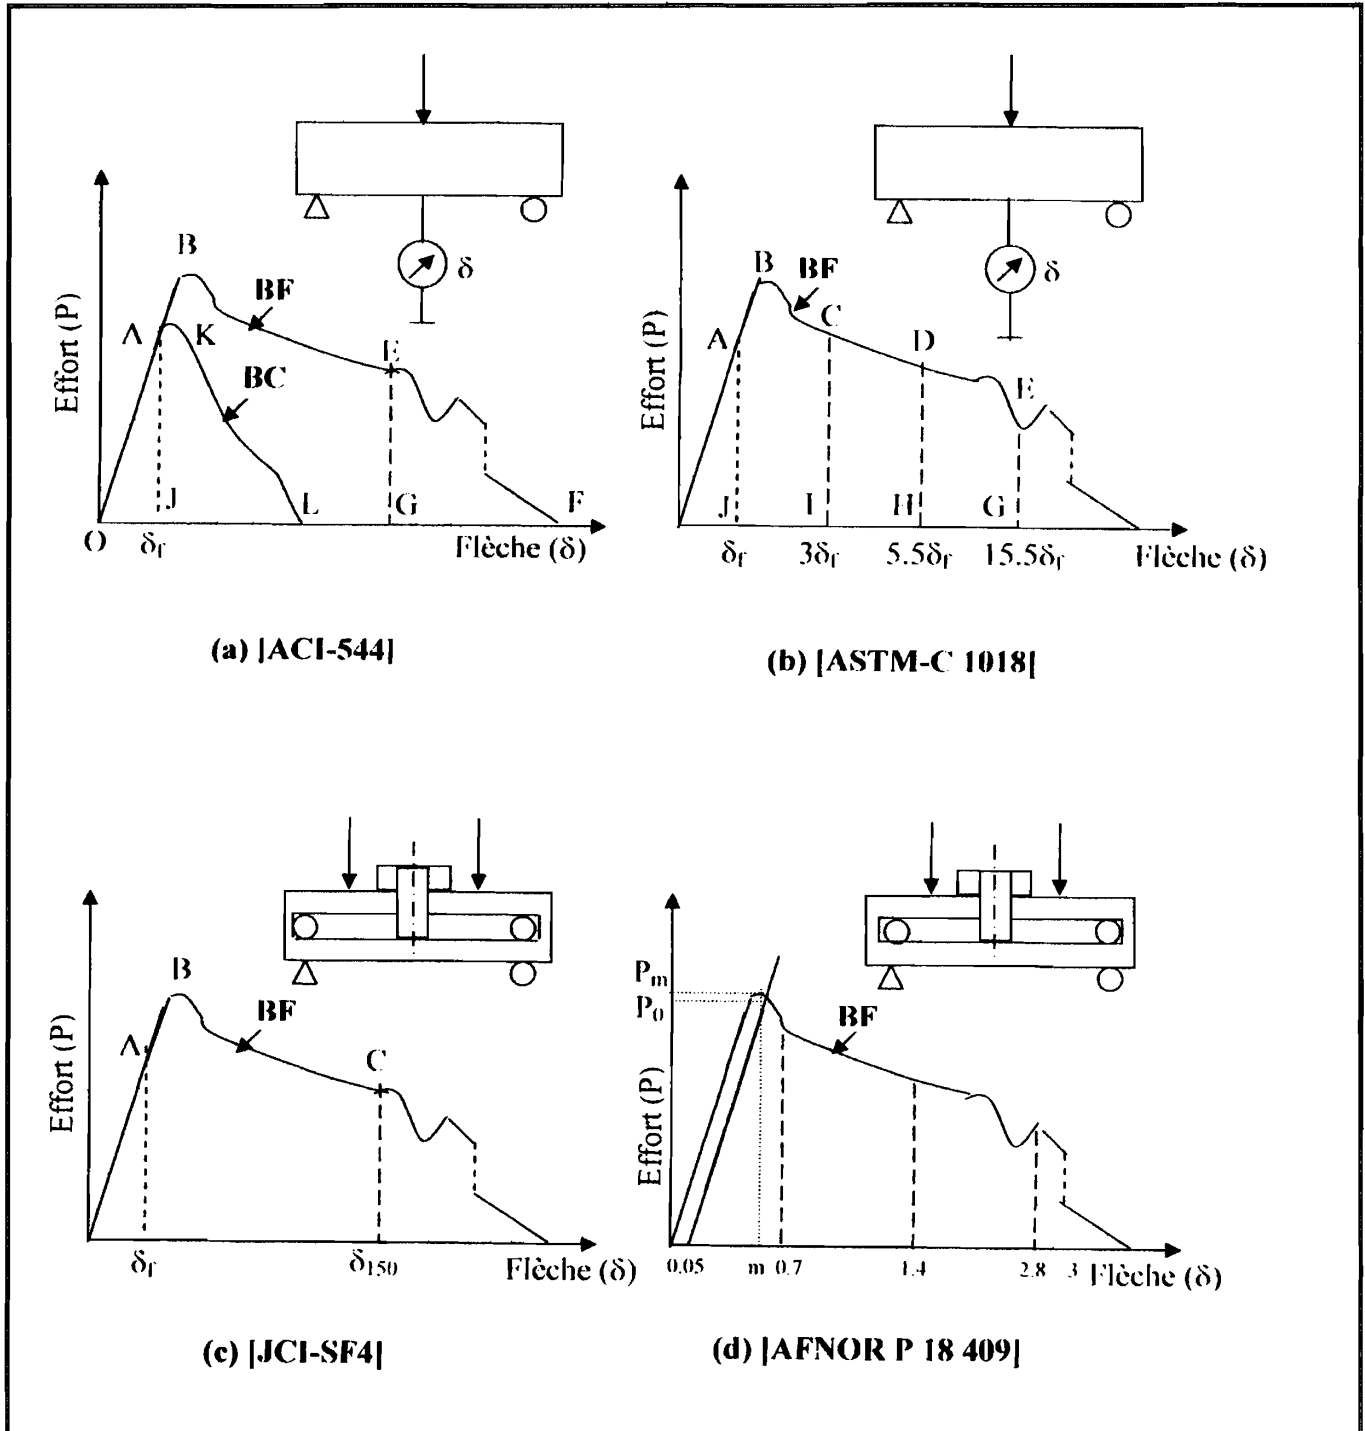 δ
B
BF
A
K
E
BC
Effort (P)
J
L
G
F
O
δf
Flèche (δ)
(a) [ACI-544]
δ
B
BF
C
A
D
E
Effort (P)
J
I
H
G
δf
3δf
5.5δf
15.5δf
Flèche (δ)
(b) [ASTM-C 1018]
B
BF
A
C
Effort (P)
δf
δ150
Flèche (δ)
(c) [JCI-SF4]
Pm
P0
BF
Effort (P)
0.05
m
0.7
1.4
2.8
3
Flèche (δ)
(d) [AFNOR P 18 409]